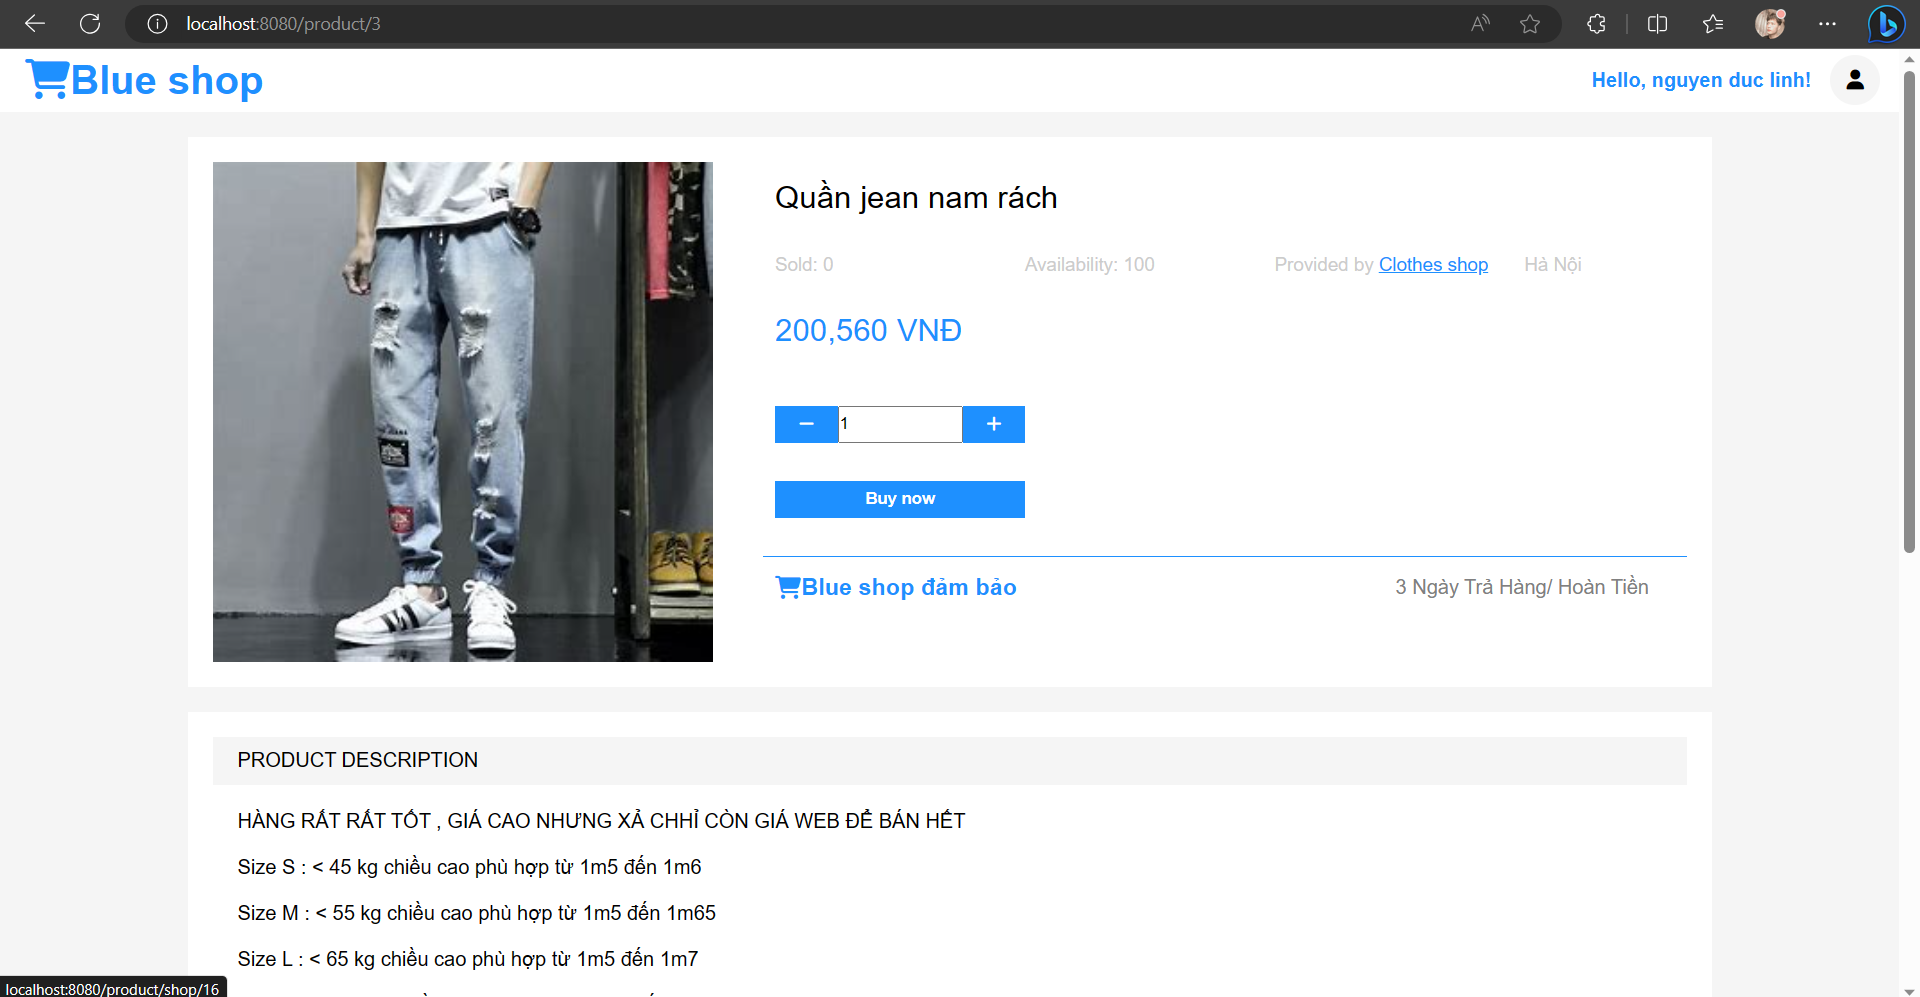 localhost:8080/product/3
Blue shop
Hello, nguyen duc linh!
Quần jean nam rách
Sold: 0
Availability: 100
Provided by Clothes shop
Hà Nội
200,560 VNĐ
− 1 +
Buy now
Blue shop đảm bảo
3 Ngày Trả Hàng/ Hoàn Tiền
PRODUCT DESCRIPTION
HÀNG RẤT RẤT TỐT , GIÁ CAO NHƯNG XẢ CHHỈ CÒN GIÁ WEB ĐỂ BÁN HẾT
Size S : < 45 kg chiều cao phù hợp từ 1m5 đến 1m6
Size M : < 55 kg chiều cao phù hợp từ 1m5 đến 1m65
Size L : < 65 kg chiều cao phù hợp từ 1m5 đến 1m7
localhost:8080/product/shop/16